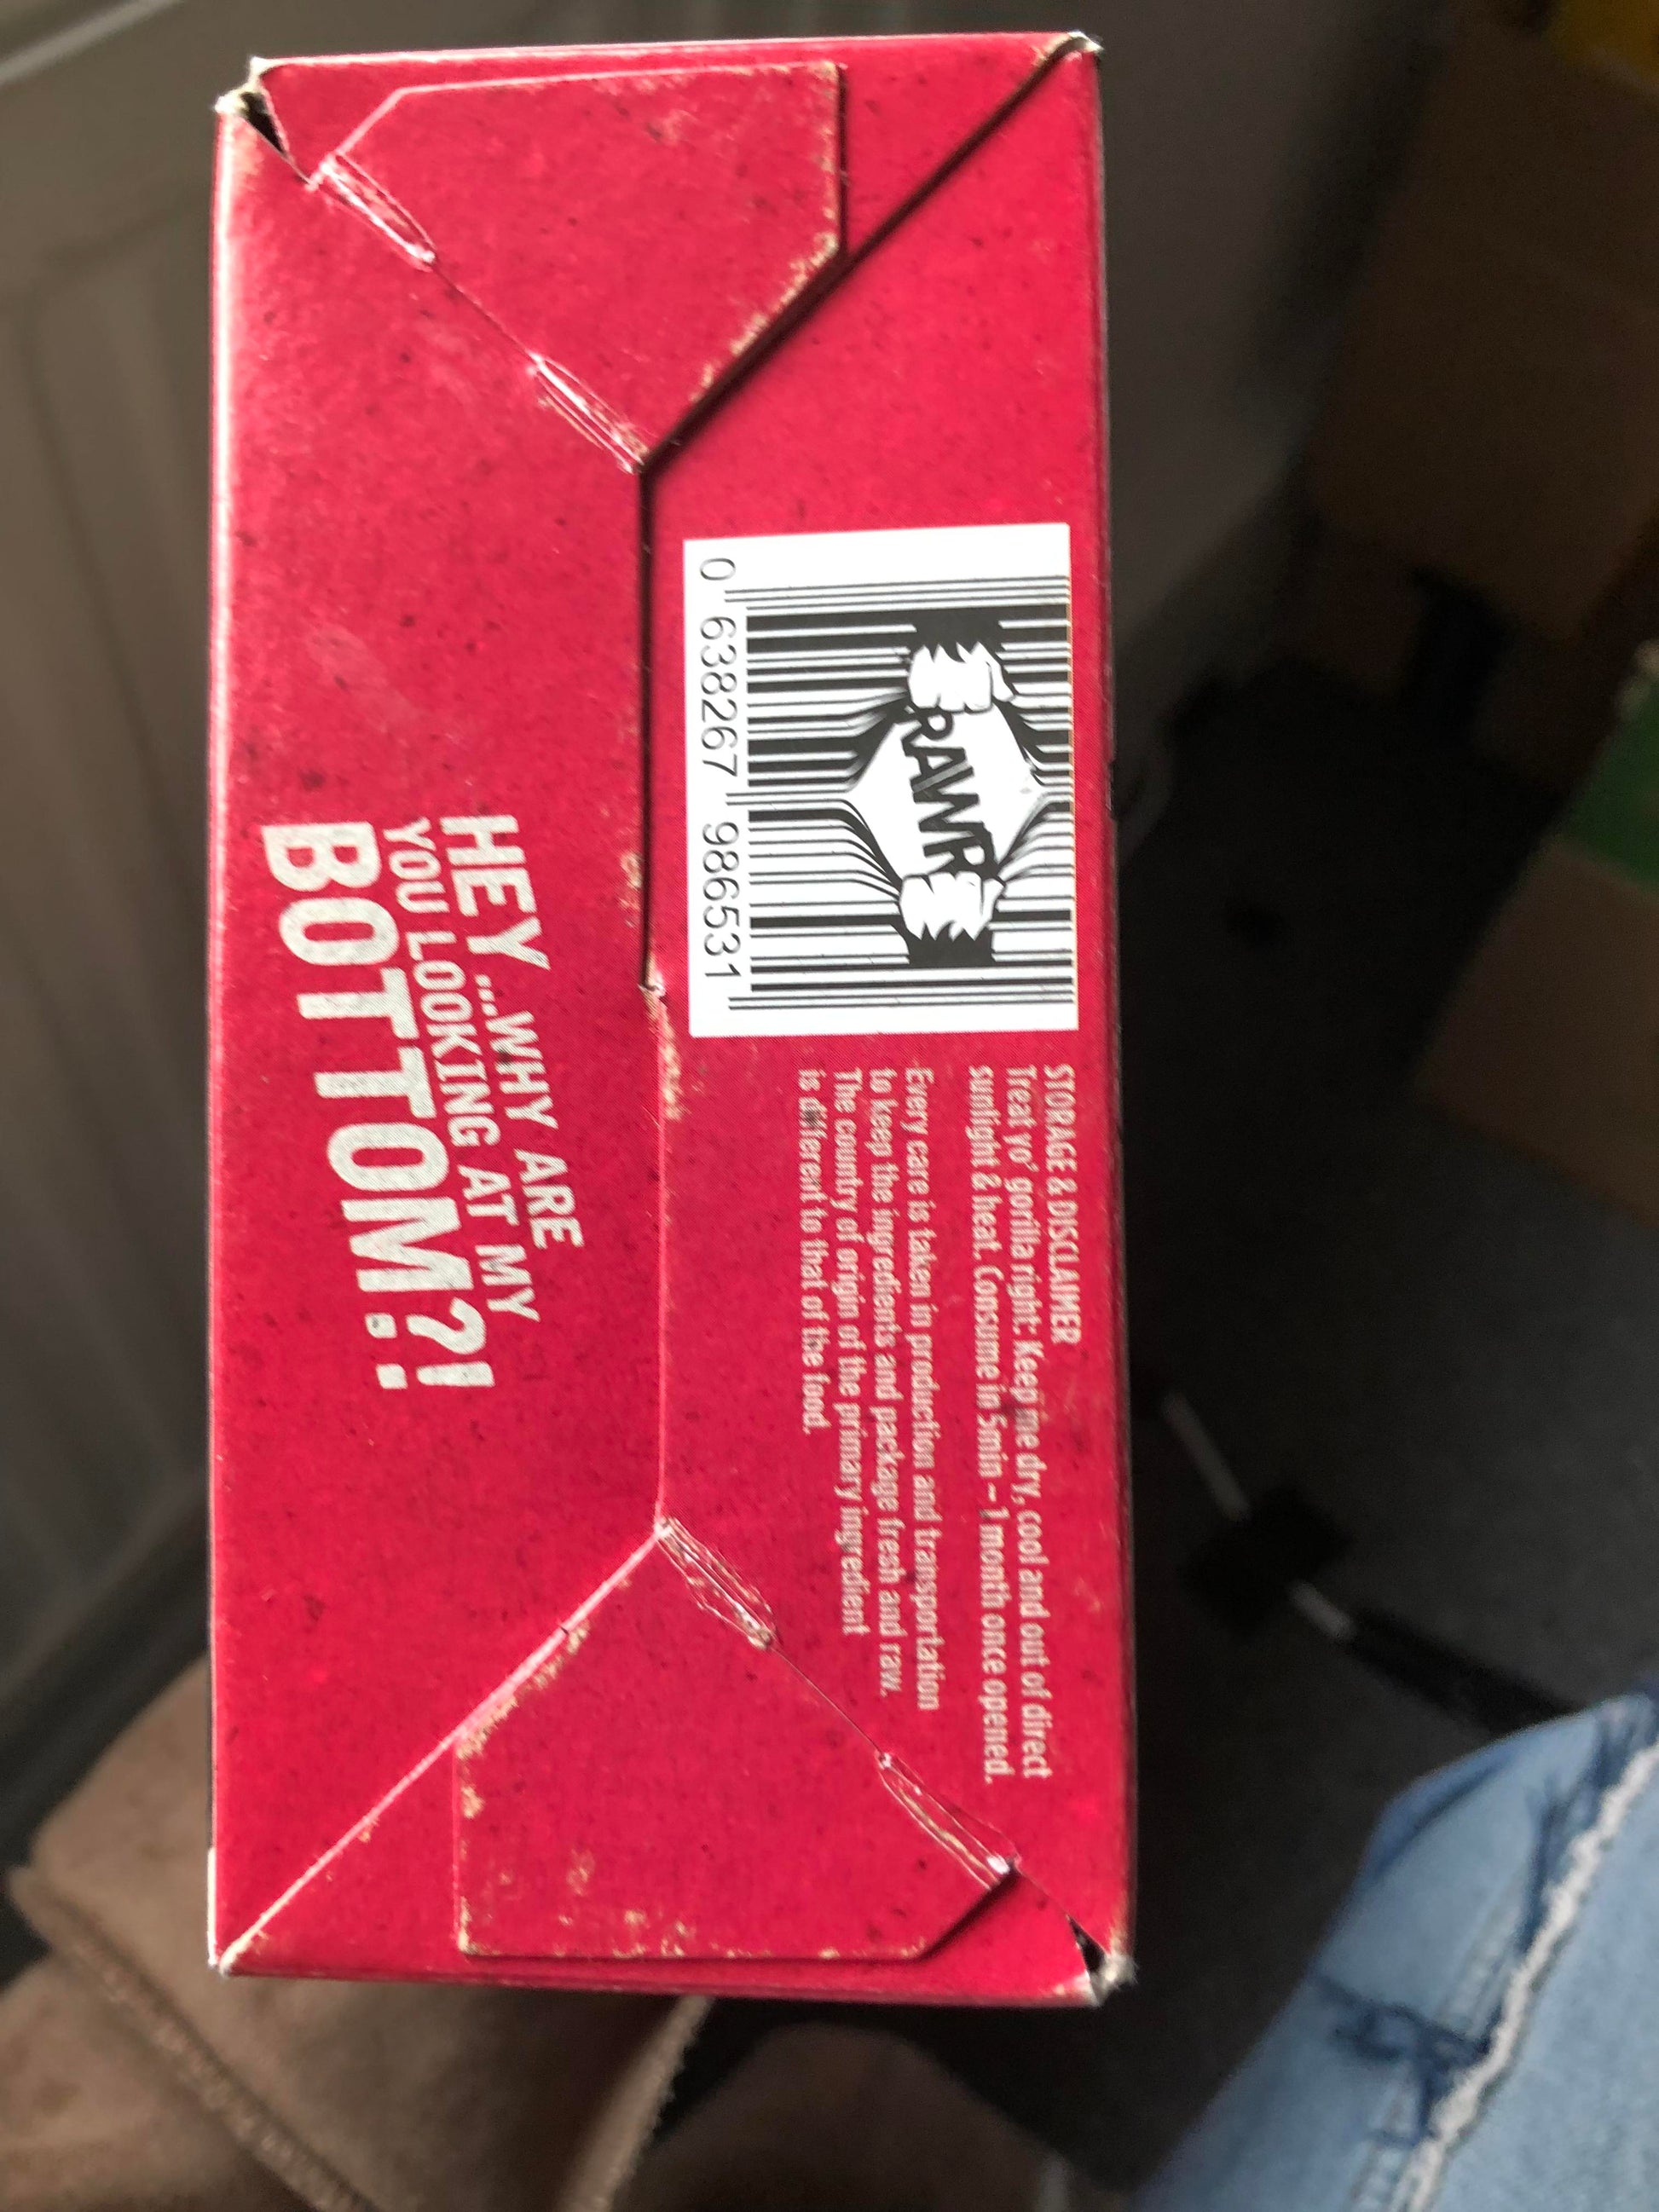 STORAGE & DISCLAIMER
Treat yo' gorilla right: Keep me dry, cool and out of direct
sunlight & heat. Consume in 5min – 1 month once opened.
Every care is taken in production and transportation
to keep the ingredients and package fresh and raw.
The country of origin of the primary ingredient
is different to that of the food.
RAWR
0 638267 986531
HEY ...WHY ARE
YOU LOOKING AT MY
BOTTOM?!